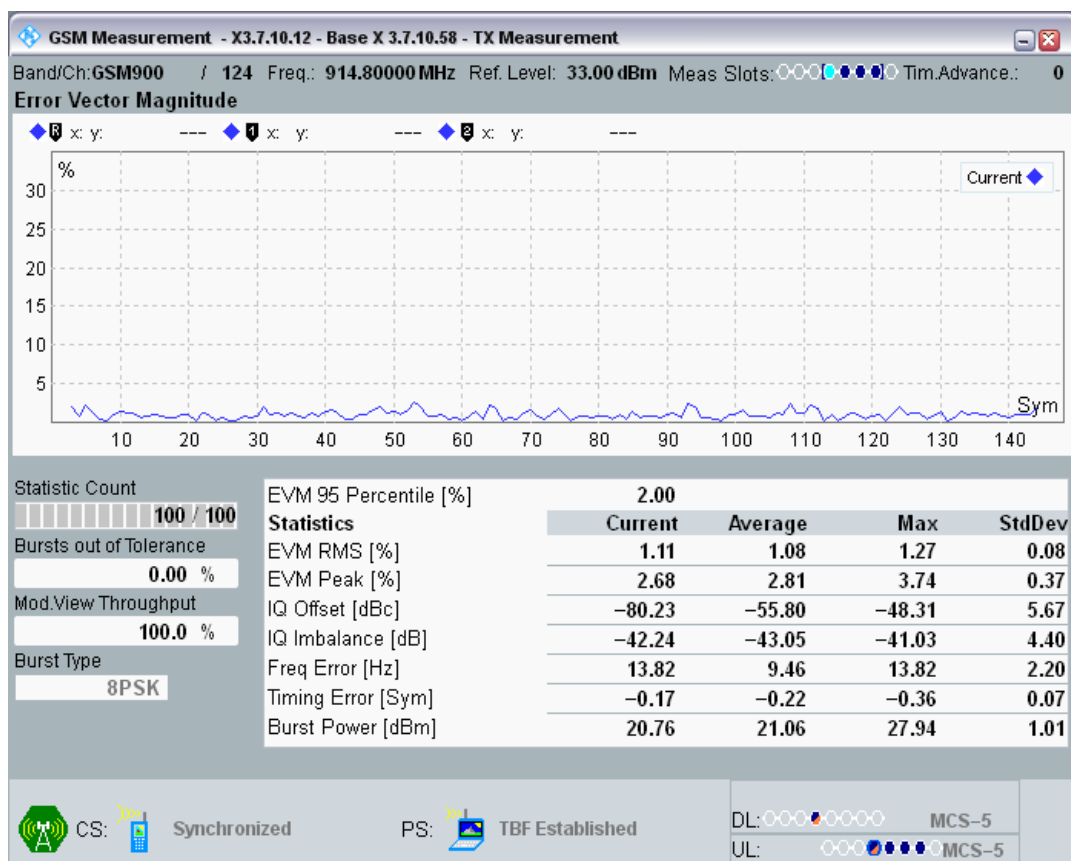 GSM Measurement - X3.7.10.12 - Base X 3.7.10.58 - TX Measurement
Band/Ch:GSM900 / 124 Freq.: 914.80000 MHz Ref. Level: 33.00 dBm Meas Slots: Tim.Advance.: 0
Error Vector Magnitude
R x: y: --- 1 x: y: --- 2 x: y: ---
%
Current
30
25
20
15
10
5
Sym
10 20 30 40 50 60 70 80 90 100 110 120 130 140
Statistic Count
100 / 100
Bursts out of Tolerance
0.00 %
Mod.View Throughput
100.0 %
Burst Type
8PSK
EVM 95 Percentile [%] 2.00
Statistics Current Average Max StdDev
EVM RMS [%] 1.11 1.08 1.27 0.08
EVM Peak [%] 2.68 2.81 3.74 0.37
IQ Offset [dBc] −80.23 −55.80 −48.31 5.67
IQ Imbalance [dB] −42.24 −43.05 −41.03 4.40
Freq Error [Hz] 13.82 9.46 13.82 2.20
Timing Error [Sym] −0.17 −0.22 −0.36 0.07
Burst Power [dBm] 20.76 21.06 27.94 1.01
CS: Synchronized PS: TBF Established
DL: MCS−5
UL: MCS−5